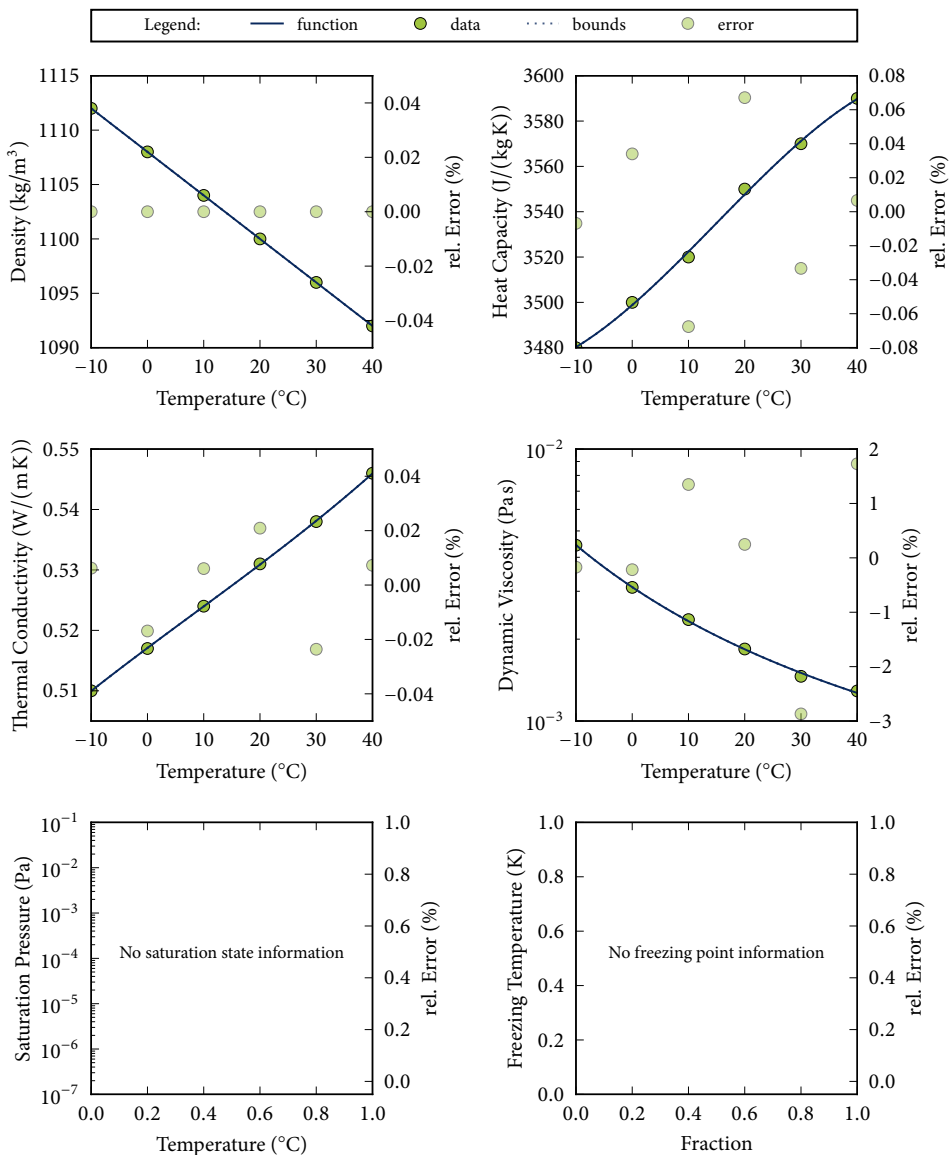 Legend: function data bounds error
Density (kg/m³)
1115
1110
1105
1100
1095
1090
−10 0 10 20 30 40
Temperature (°C)
0.04
0.02
0.00
−0.02
−0.04
rel. Error (%)
Heat Capacity (J/(kg K))
3600
3580
3560
3540
3520
3500
3480
−10 0 10 20 30 40
Temperature (°C)
0.08
0.06
0.04
0.02
0.00
−0.02
−0.04
−0.06
−0.08
rel. Error (%)
Thermal Conductivity (W/(m K))
0.55
0.54
0.53
0.52
0.51
−10 0 10 20 30 40
Temperature (°C)
0.04
0.02
0.00
−0.02
−0.04
rel. Error (%)
Dynamic Viscosity (Pa s)
10⁻²
10⁻³
−10 0 10 20 30 40
Temperature (°C)
2
1
0
−1
−2
−3
rel. Error (%)
Saturation Pressure (Pa)
10⁻¹
10⁻²
10⁻³
10⁻⁴
10⁻⁵
10⁻⁶
10⁻⁷
No saturation state information
0.0 0.2 0.4 0.6 0.8 1.0
Temperature (°C)
1.0
0.8
0.6
0.4
0.2
0.0
rel. Error (%)
Freezing Temperature (K)
1.0
0.8
0.6
0.4
0.2
0.0
No freezing point information
0.0 0.2 0.4 0.6 0.8 1.0
Fraction
1.0
0.8
0.6
0.4
0.2
0.0
rel. Error (%)